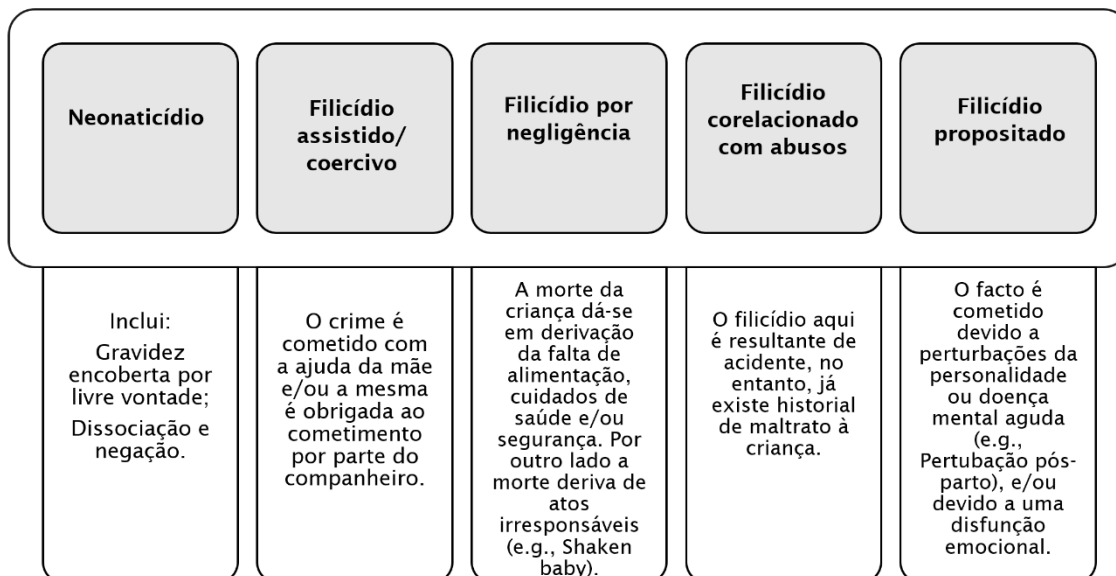 Neonaticídio
Filicídio
assistido/
coercivo
Filicídio por
negligência
Filicídio
corelacionado
com abusos
Filicídio
propositado
Inclui:
Gravidez
encoberta por
livre vontade;
Dissociação e
negação.
O crime é
cometido com
a ajuda da mãe
e/ou a mesma
é obrigada ao
cometimento
por parte do
companheiro.
A morte da
criança dá-se
em derivação
da falta de
alimentação,
cuidados de
saúde e/ou
segurança. Por
outro lado a
morte deriva de
atos
irresponsáveis
(e.g., Shaken
baby).
O filicídio aqui
é resultante de
acidente, no
entanto, já
existe historial
de maltrato à
criança.
O facto é
cometido
devido a
perturbações da
personalidade
ou doença
mental aguda
(e.g.,
Pertubação pós-
parto), e/ou
devido a uma
disfunção
emocional.